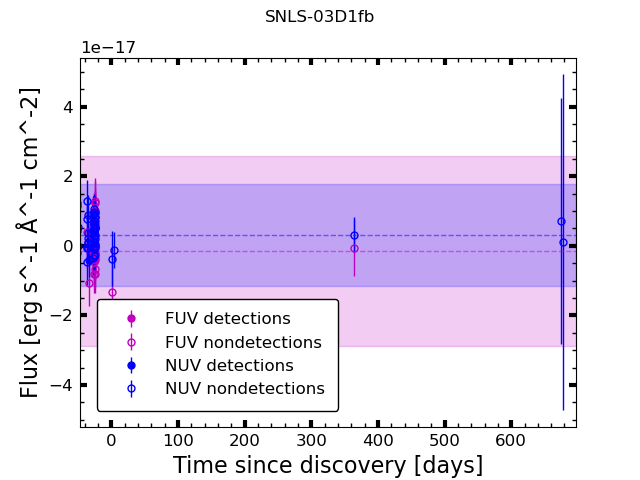 SNLS-03D1fb
1e−17
4
2
0
−2
−4
Flux [erg s^-1 Å^-1 cm^-2]
FUV detections
FUV nondetections
NUV detections
NUV nondetections
0 100 200 300 400 500 600
Time since discovery [days]